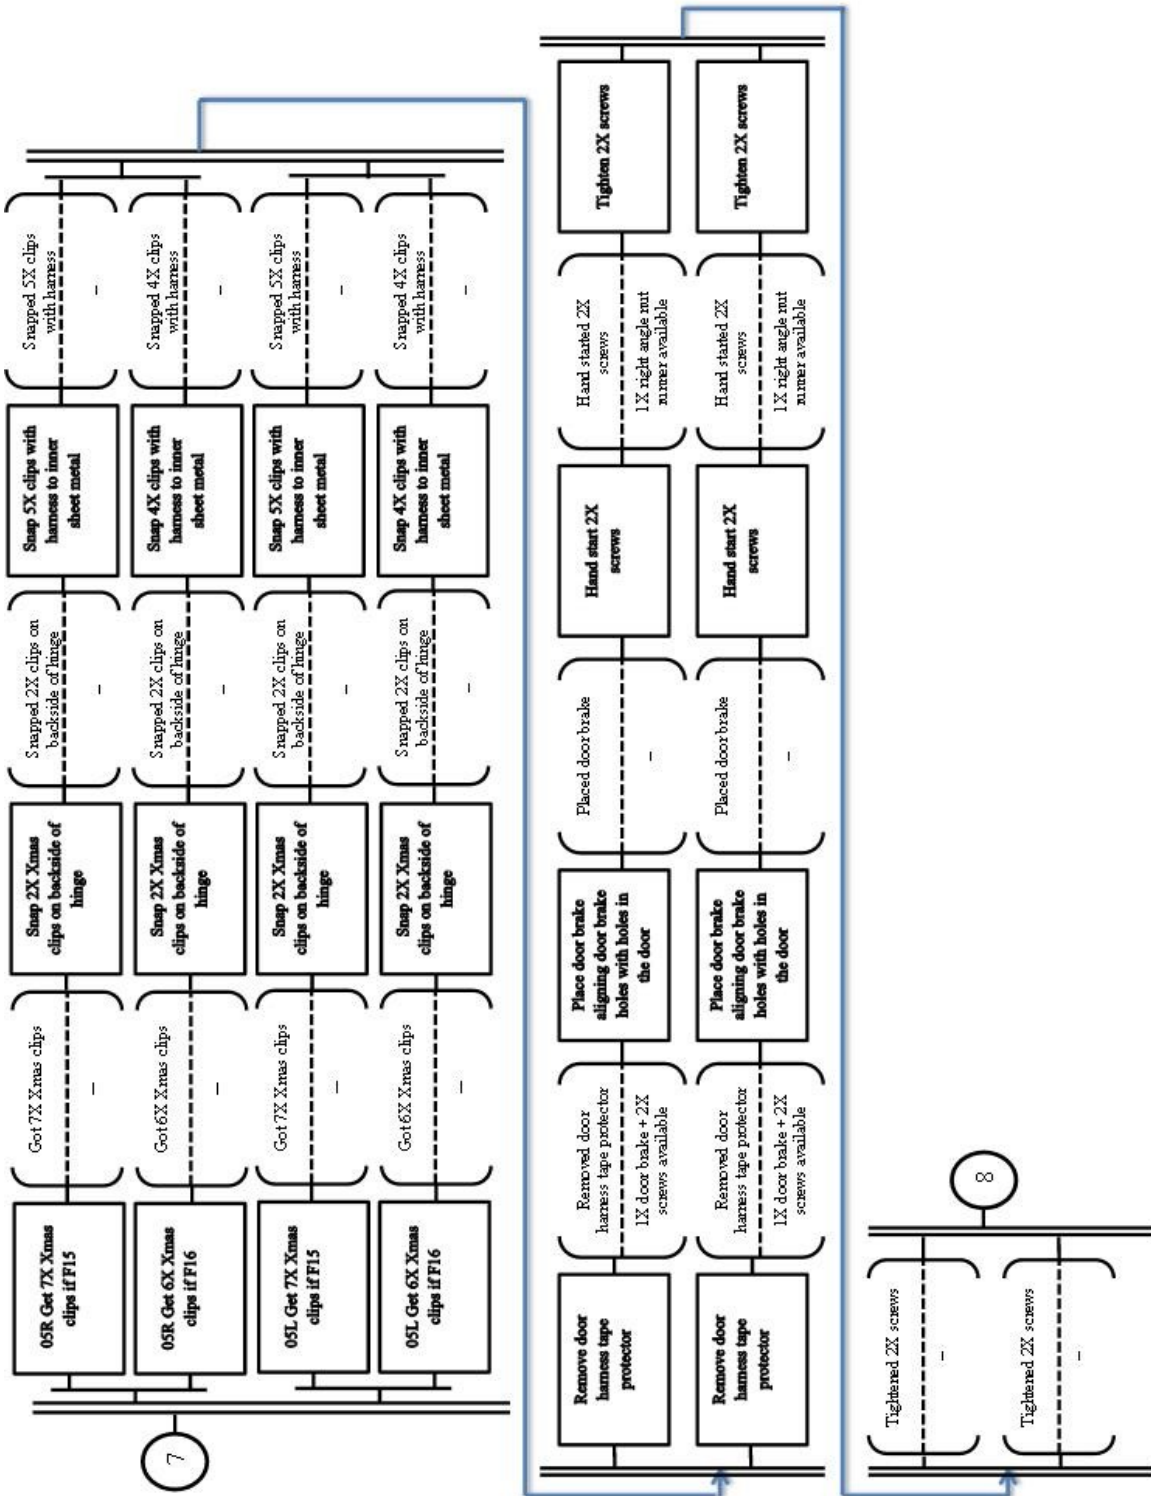 7
05R Get 7X Xmas
clips if F15
Got 7X Xmas clips
–
Snap 2X Xmas
clips on backside of
hinge
Snapped 2X clips on
backside of hinge
–
Snap 5X clips with
harness to inner
sheet metal
Snapped 5X clips
with harness
–
05R Get 6X Xmas
clips if F16
Got 6X Xmas clips
–
Snap 2X Xmas
clips on backside of
hinge
Snapped 2X clips on
backside of hinge
–
Snap 4X clips with
harness to inner
sheet metal
Snapped 4X clips
with harness
–
05L Get 7X Xmas
clips if F15
Got 7X Xmas clips
–
Snap 2X Xmas
clips on backside of
hinge
Snapped 2X clips on
backside of hinge
–
Snap 5X clips with
harness to inner
sheet metal
Snapped 5X clips
with harness
–
05L Get 6X Xmas
clips if F16
Got 6X Xmas clips
–
Snap 2X Xmas
clips on backside of
hinge
Snapped 2X clips on
backside of hinge
–
Snap 4X clips with
harness to inner
sheet metal
Snapped 4X clips
with harness
–
Remove door
harness tape
protector
Removed door
harness tape protector
1X door brake + 2X
screws available
Place door brake
aligning door brake
holes with holes in
the door
Placed door brake
–
Hand start 2X
screws
Hand started 2X
screws
1X right angle nut
runner available
Tighten 2X screws
Remove door
harness tape
protector
Removed door
harness tape protector
1X door brake + 2X
screws available
Place door brake
aligning door brake
holes with holes in
the door
Placed door brake
–
Hand start 2X
screws
Hand started 2X
screws
1X right angle nut
runner available
Tighten 2X screws
Tightened 2X screws
–
Tightened 2X screws
–
8